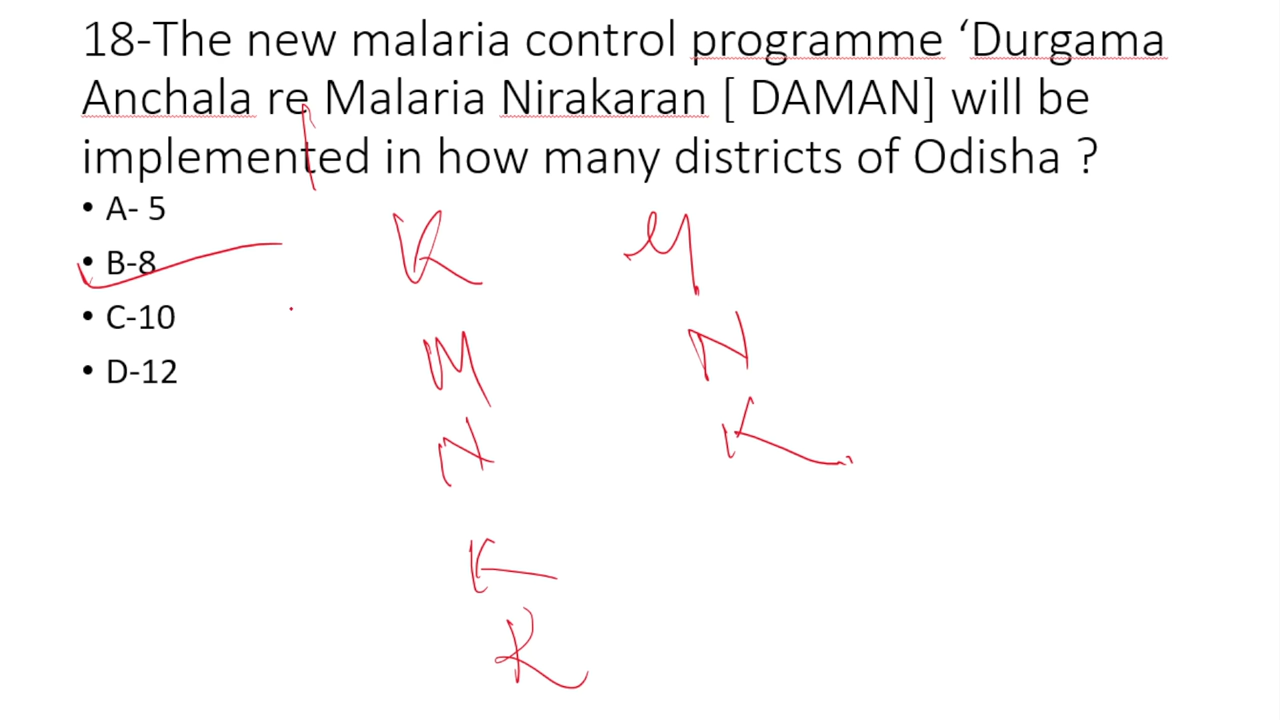 18-The new malaria control programme ‘Durgama
Anchala re Malaria Nirakaran [ DAMAN] will be
implemented in how many districts of Odisha ?
• A- 5
• B-8
• C-10
• D-12
K
M
N
K
R
M
N
K